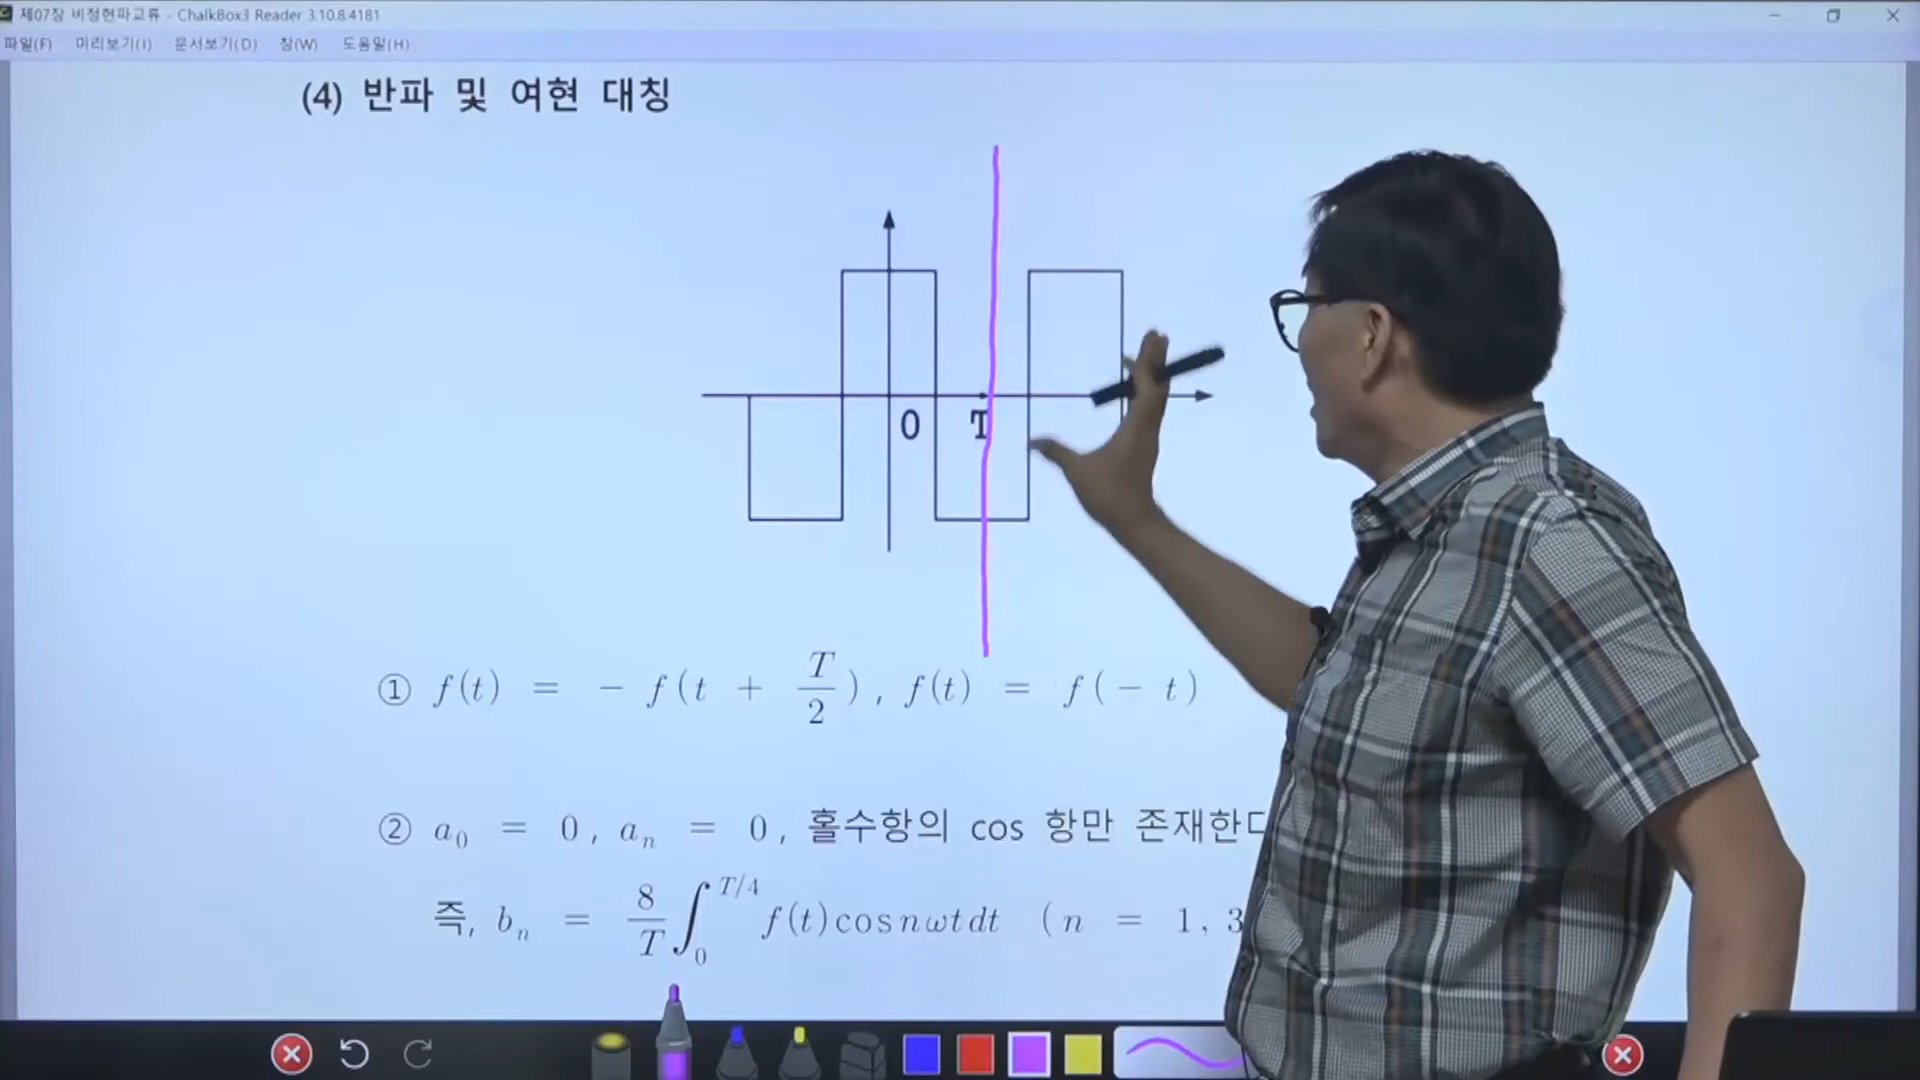 제07장 비정현파교류 - ChalkBox3 Reader 3.10.8.4181
파일(F) 미리보기(I) 문서보기(D) 창(W) 도움말(H)
(4) 반파 및 여현 대칭
0 T
① f(t) = - f(t + T/2), f(t) = f(- t)
② a₀ = 0, aₙ = 0, 홀수항의 cos 항만 존재한다
즉, bₙ = 8/T ∫₀^{T/4} f(t)cosnωtdt (n = 1, 3